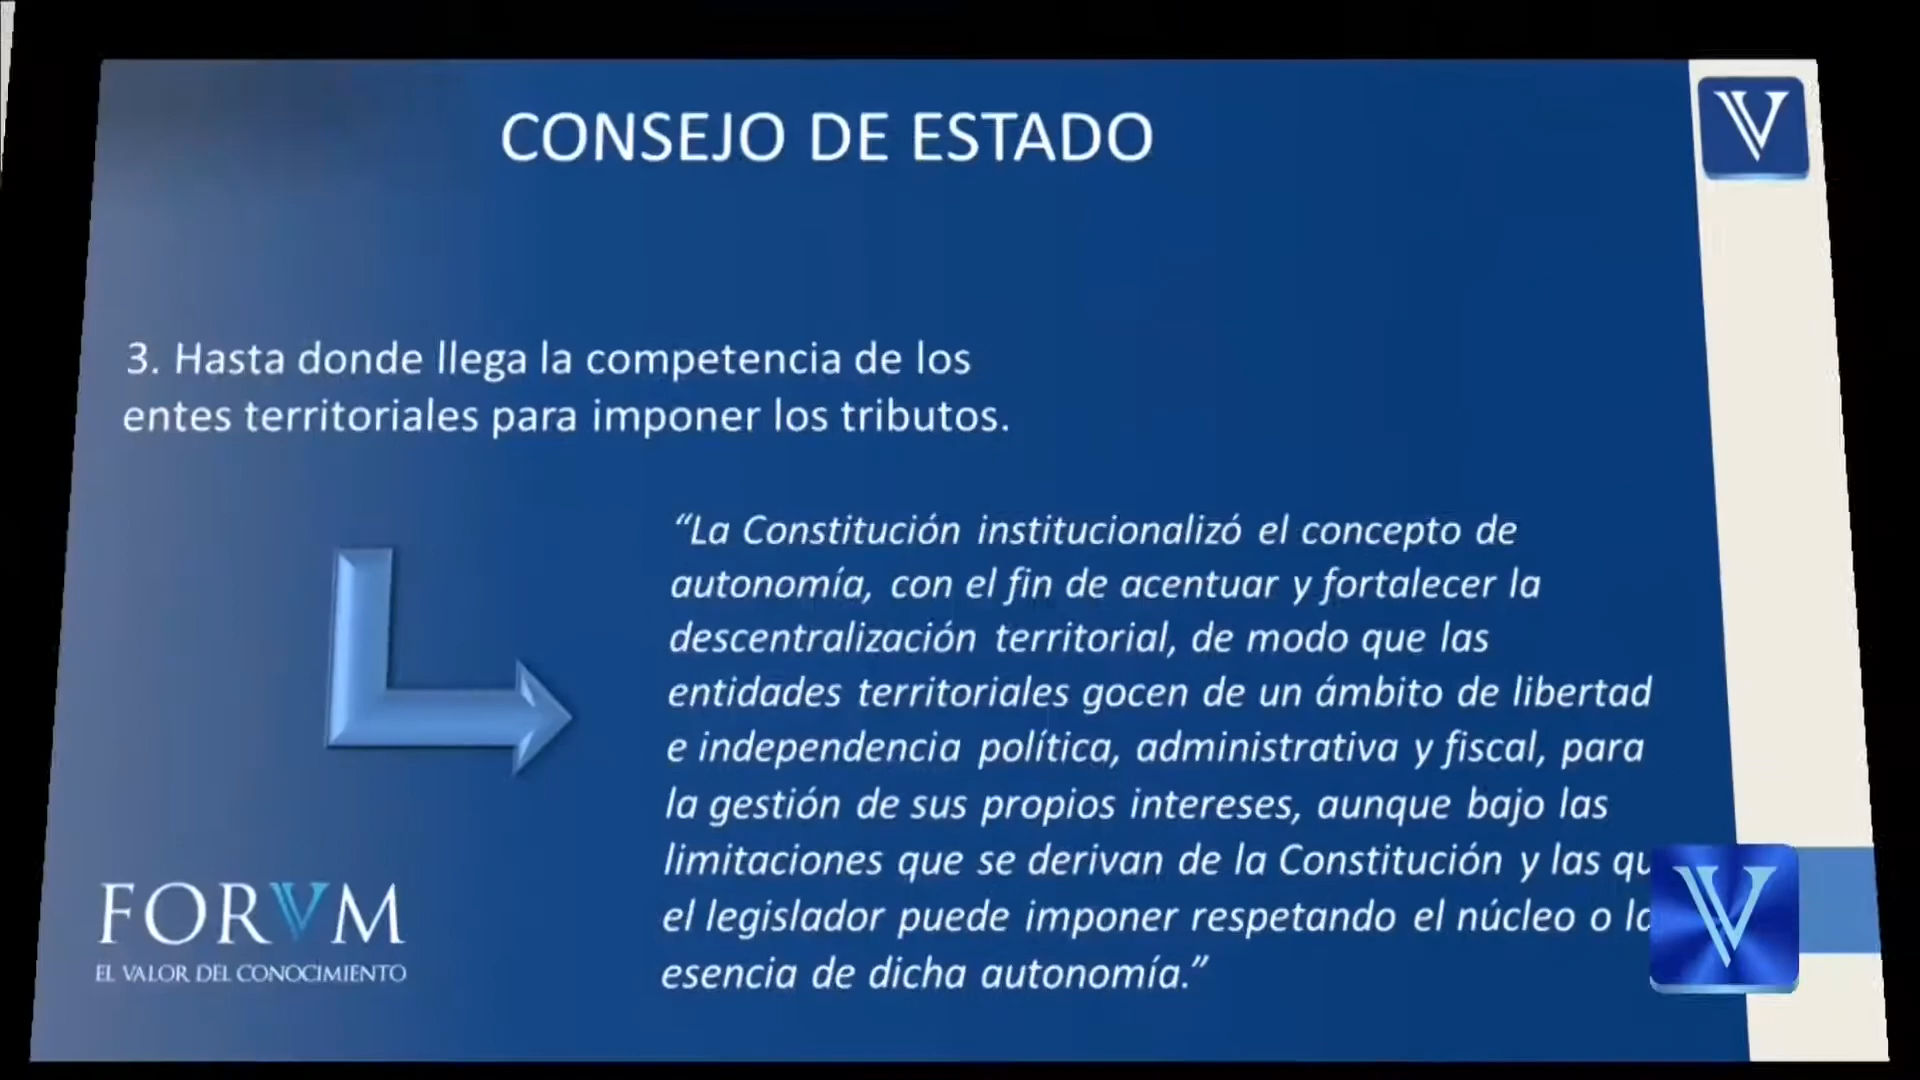 CONSEJO DE ESTADO
3. Hasta donde llega la competencia de los
entes territoriales para imponer los tributos.
“La Constitución institucionalizó el concepto de
autonomía, con el fin de acentuar y fortalecer la
descentralización territorial, de modo que las
entidades territoriales gocen de un ámbito de libertad
e independencia política, administrativa y fiscal, para
la gestión de sus propios intereses, aunque bajo las
limitaciones que se derivan de la Constitución y las qu
el legislador puede imponer respetando el núcleo o la
esencia de dicha autonomía.”
FORVM
EL VALOR DEL CONOCIMIENTO